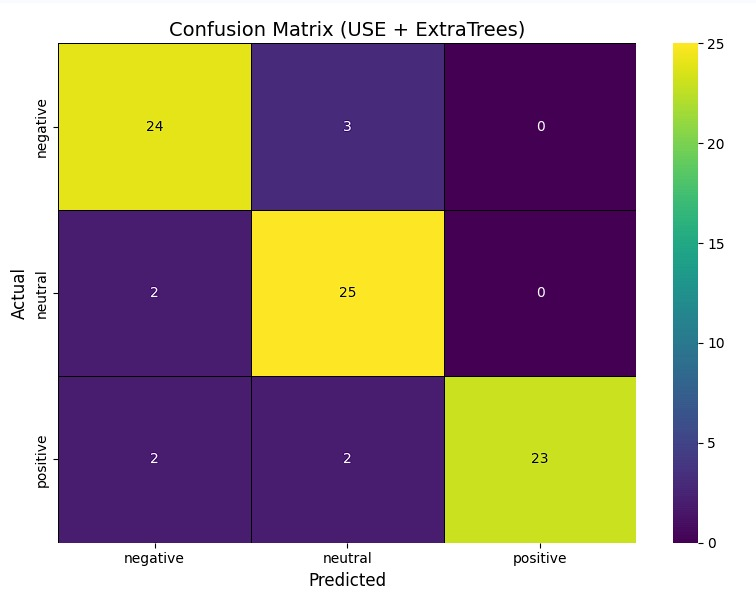 Confusion Matrix (USE + ExtraTrees)
Actual
negative
24 3 0
neutral
2 25 0
positive
2 2 23
negative neutral positive
Predicted
25
20
15
10
5
0